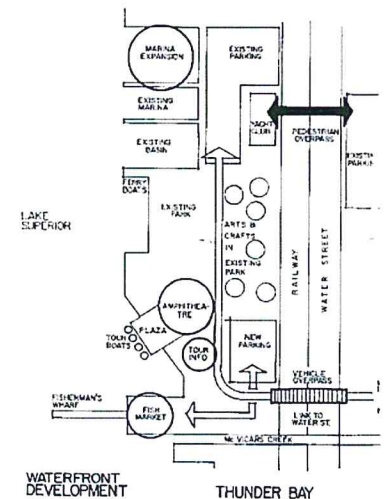 MARINA
EXPANSION
EXISTING
PARKING
EXISTING
MARINA
YACHT
CLUB
PEDESTRIAN
OVERPASS
EXISTING
BASIN
FERRY
BOATS
EXISTING
PARK
LAKE
SUPERIOR
ARTS &
CRAFTS
IN
EXISTING
PARK
RAILWAY
WATER STREET
AMPHITHEA-
TRE
PLAZA
TOUR
BOATS
TOUR
INFO
NEW
PARKING
VEHICLE
OVERPASS
FISHERMAN'S
WHARF
FISH
MARKET
LINK TO
WATER ST.
Mc VICARS CREEK
WATERFRONT
DEVELOPMENT
THUNDER BAY